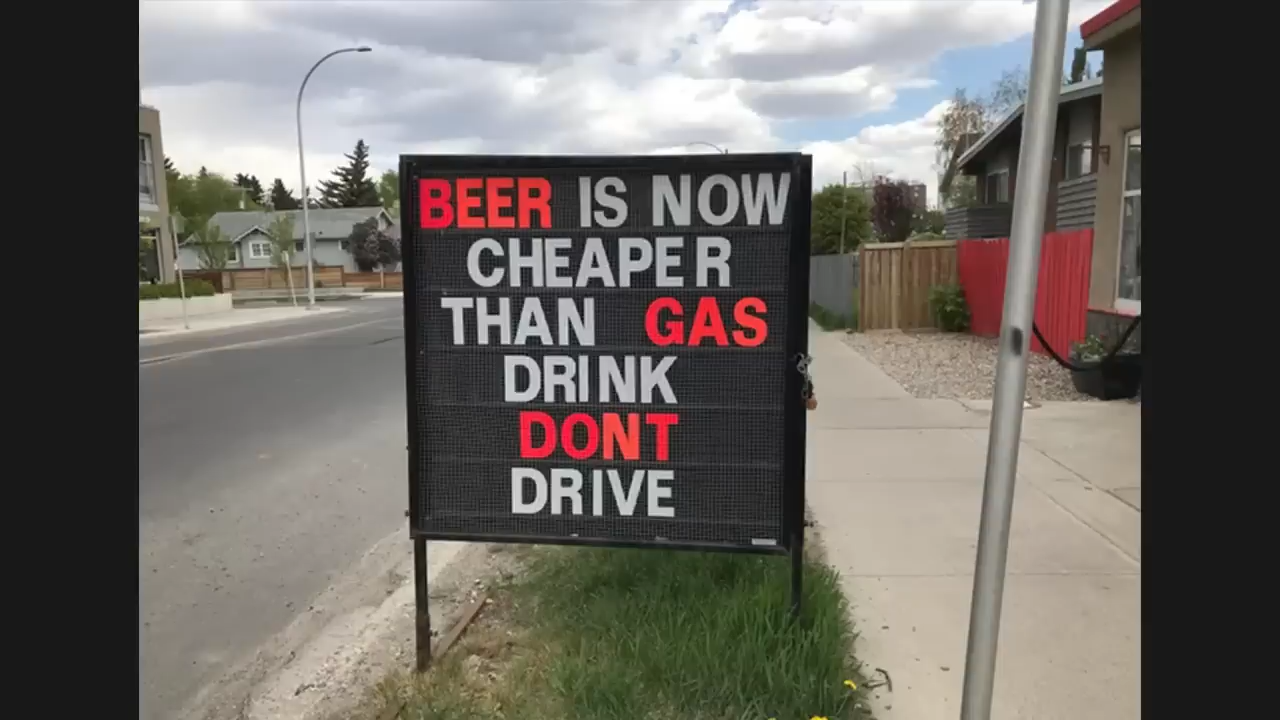 BEER IS NOW
CHEAPER
THAN GAS
DRINK
DONT
DRIVE